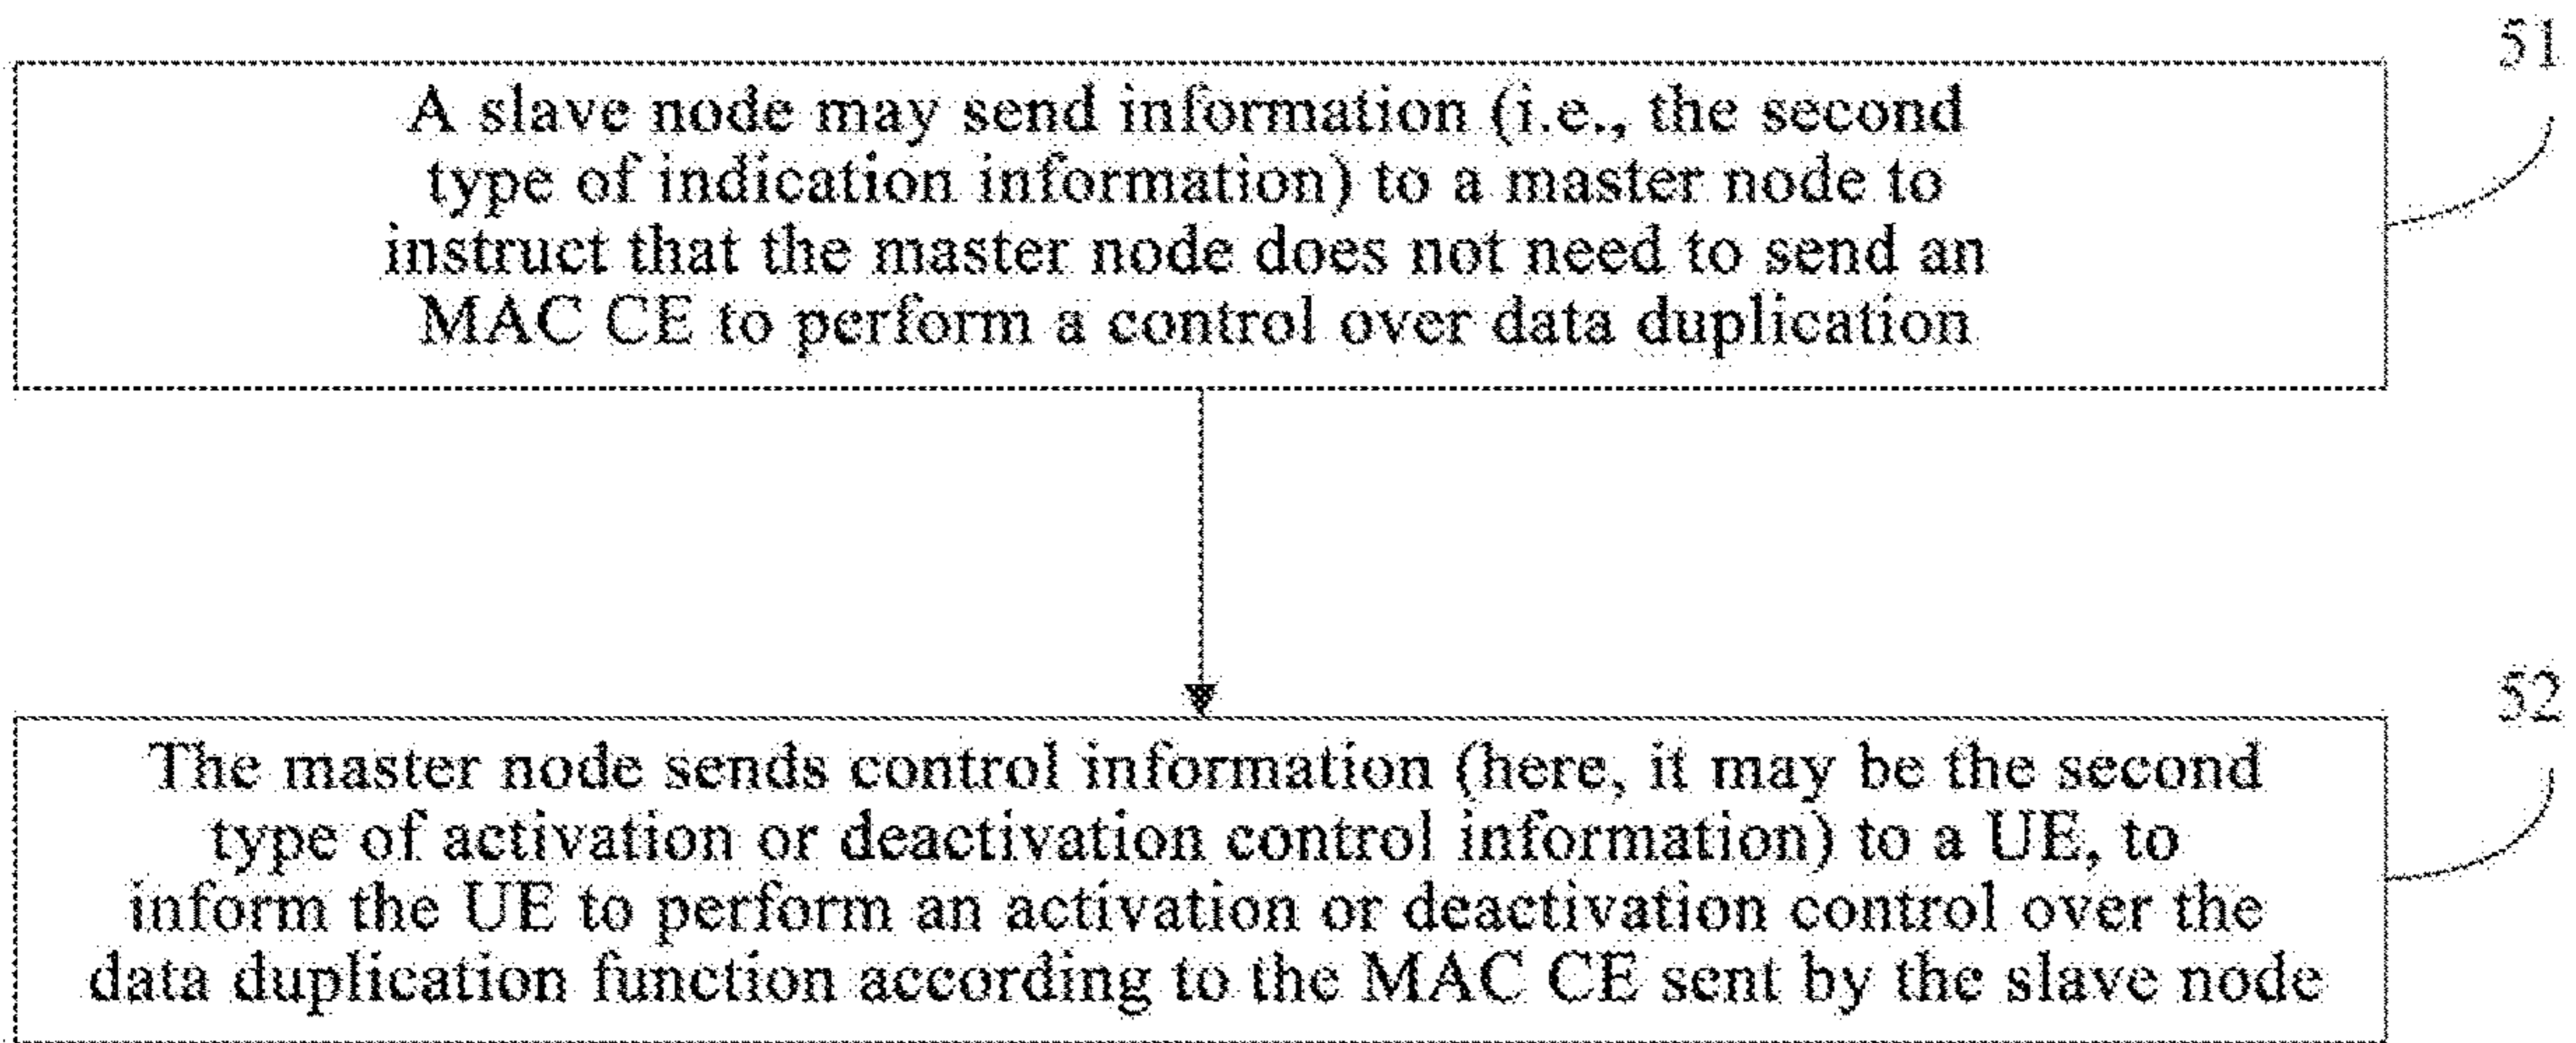 51
A slave node may send information (i.e., the second
type of indication information) to a master node to
instruct that the master node does not need to send an
MAC CE to perform a control over data duplication
52
The master node sends control information (here, it may be the second
type of activation or deactivation control information) to a UE, to
inform the UE to perform an activation or deactivation control over the
data duplication function according to the MAC CE sent by the slave node